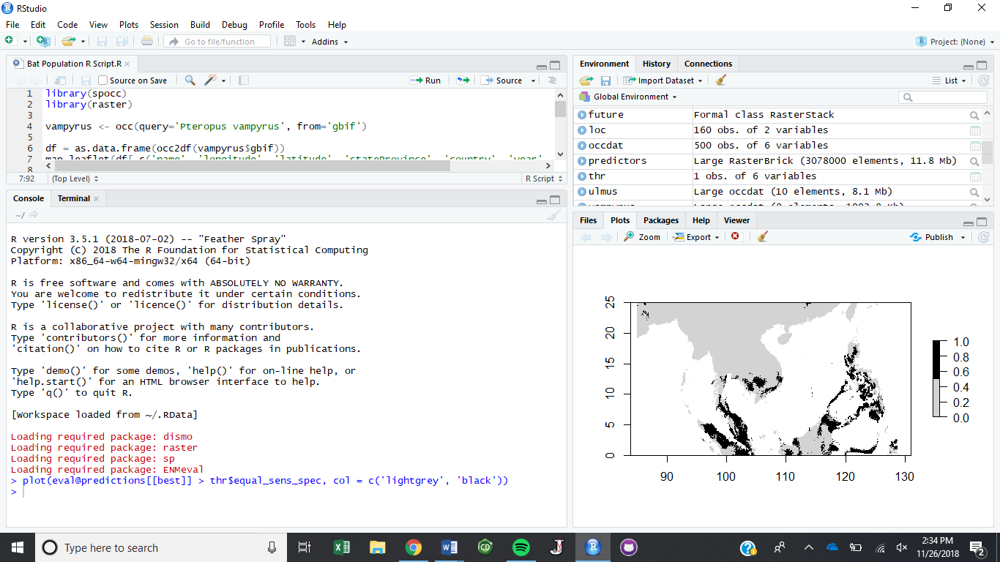 RStudio
File Edit Code View Plots Session Build Debug Profile Tools Help
Go to file/function Addins Project: (None)
Bat Population R Script.R
Source on Save Run Source
1 library(spocc)
2 library(raster)
3
4 vampyrus <- occ(query='Pteropus vampyrus', from='gbif')
5
6 df = as.data.frame(occ2df(vampyrus$gbif))
7 map_leaflet(df[,c('name', 'longitude', 'latitude', 'stateProvince', 'country', 'year',
8
7:92 (Top Level) R Script
Console Terminal
~/
R version 3.5.1 (2018-07-02) -- "Feather Spray"
Copyright (C) 2018 The R Foundation for Statistical Computing
Platform: x86_64-w64-mingw32/x64 (64-bit)
R is free software and comes with ABSOLUTELY NO WARRANTY.
You are welcome to redistribute it under certain conditions.
Type 'license()' or 'licence()' for distribution details.
R is a collaborative project with many contributors.
Type 'contributors()' for more information and
'citation()' on how to cite R or R packages in publications.
Type 'demo()' for some demos, 'help()' for on-line help, or
'help.start()' for an HTML browser interface to help.
Type 'q()' to quit R.
[Workspace loaded from ~/.RData]
Loading required package: dismo
Loading required package: raster
Loading required package: sp
Loading required package: ENMeval
> plot(eval@predictions[[best]] > thr$equal_sens_spec, col = c('lightgrey', 'black'))
>
Environment History Connections
Import Dataset List
Global Environment
future Formal class RasterStack
loc 160 obs. of 2 variables
occdat 500 obs. of 6 variables
predictors Large RasterBrick (3078000 elements, 11.8 Mb)
thr 1 obs. of 6 variables
ulmus Large occdat (10 elements, 8.1 Mb)
Files Plots Packages Help Viewer
Zoom Export Publish
25
20
15
10
5
0
90 100 110 120 130
1.0
0.8
0.6
0.4
0.2
0.0
Type here to search
2:34 PM
11/26/2018
2